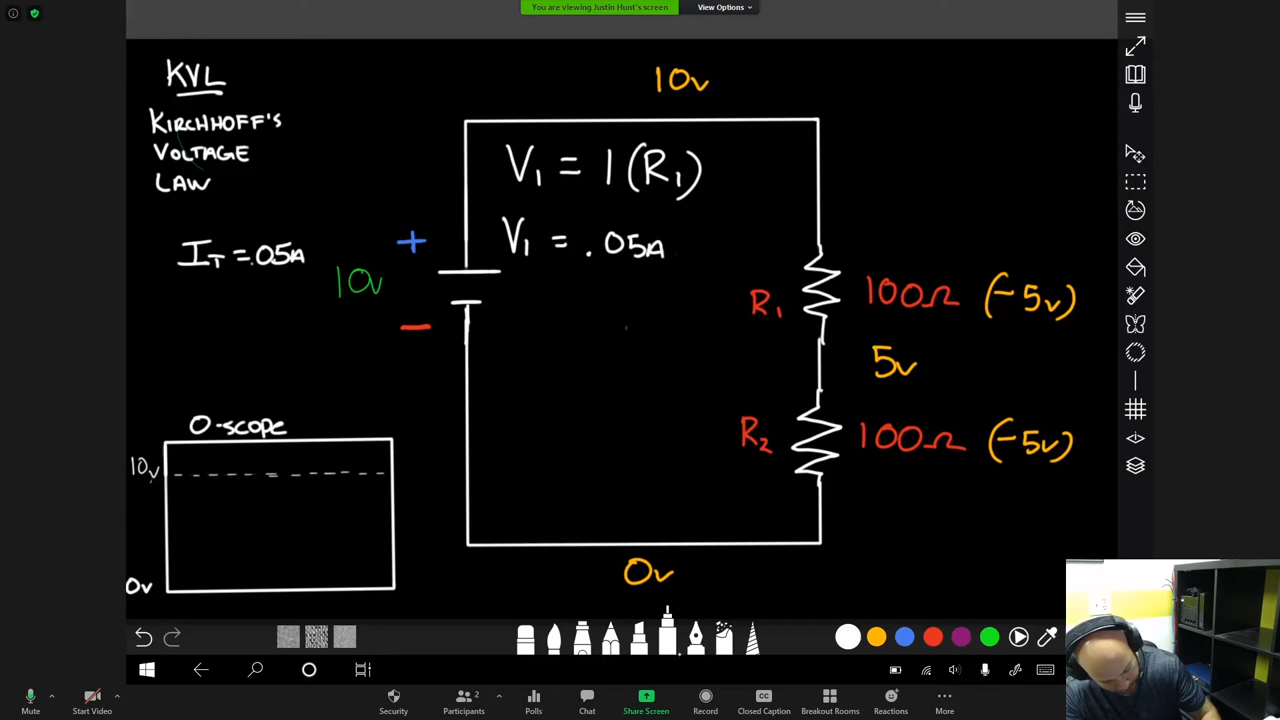 You are viewing Justin Hunt's screen
View Options
KVL
KIRCHHOFF'S
VOLTAGE
LAW
IT = .05A
10v
+
10v
−
V1 = I(R1)
V1 = .05A
R1 100Ω (-5v)
5v
R2 100Ω (-5v)
0v
O-scope
10v
0v
Mute
Start Video
Security
Participants 2
Polls
Chat
Share Screen
Record
Closed Caption
Breakout Rooms
Reactions
More